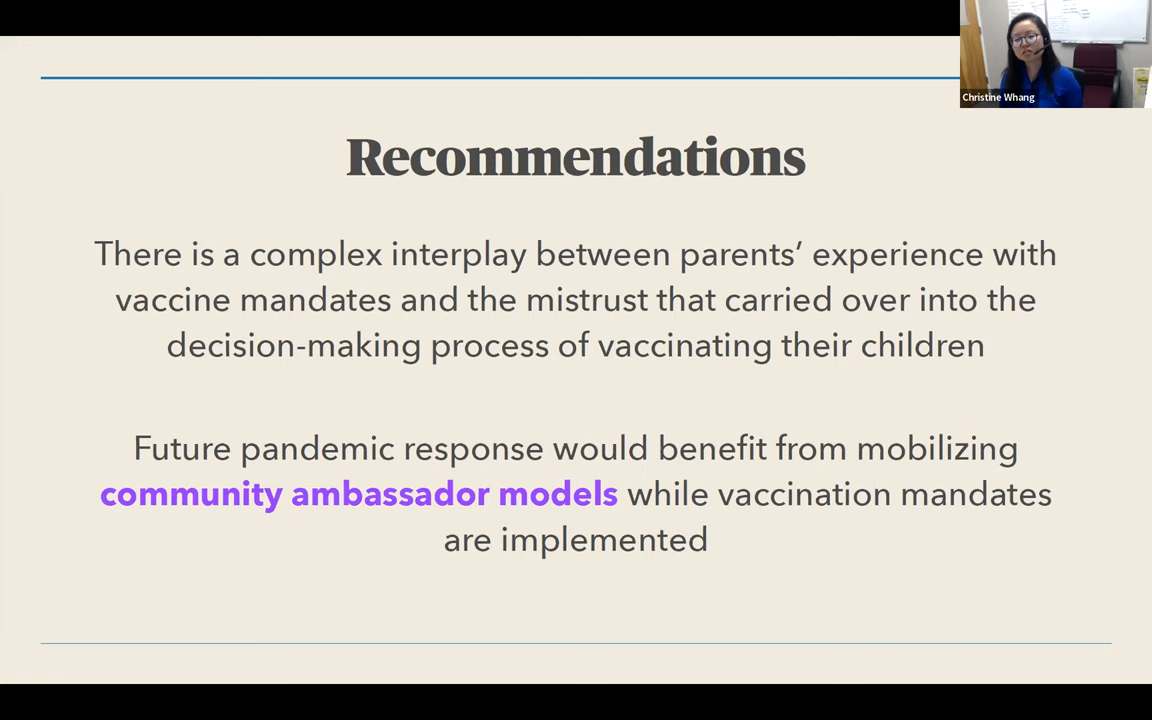 Christine Whang
Recommendations
There is a complex interplay between parents’ experience with
vaccine mandates and the mistrust that carried over into the
decision-making process of vaccinating their children
Future pandemic response would benefit from mobilizing
community ambassador models while vaccination mandates
are implemented